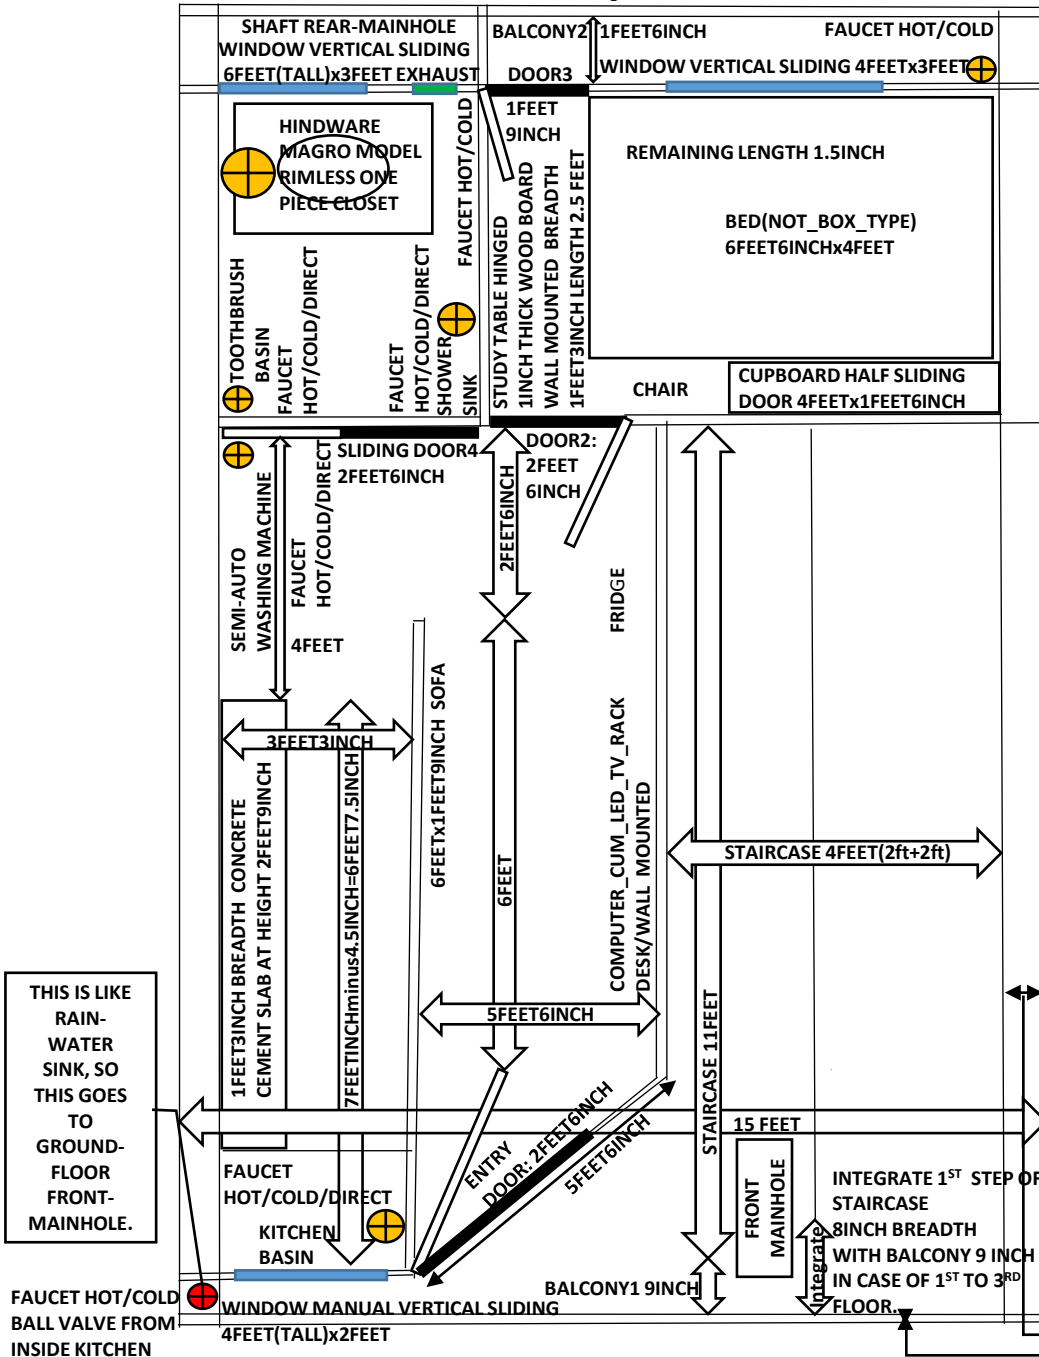 SHAFT REAR-MAINHOLE
WINDOW VERTICAL SLIDING
6FEET(TALL)x3FEET EXHAUST
BALCONY2
1FEET6INCH
FAUCET HOT/COLD
WINDOW VERTICAL SLIDING 4FEETx3FEET
DOOR3
1FEET
9INCH
HINDWARE
MAGRO MODEL
RIMLESS ONE
PIECE CLOSET
FAUCET HOT/COLD
REMAINING LENGTH 1.5INCH
BED(NOT_BOX_TYPE)
6FEET6INCHx4FEET
STUDY TABLE HINGED
1INCH THICK WOOD BOARD
WALL MOUNTED BREADTH
1FEET3INCH LENGTH 2.5 FEET
TOOTHBRUSH
BASIN
FAUCET
HOT/COLD/DIRECT
FAUCET
HOT/COLD/DIRECT
SHOWER
SINK
CHAIR
CUPBOARD HALF SLIDING
DOOR 4FEETx1FEET6INCH
SLIDING DOOR4
2FEET6INCH
DOOR2:
2FEET
6INCH
2FEET6INCH
SEMI-AUTO
WASHING MACHINE
FAUCET
HOT/COLD/DIRECT
4FEET
FRIDGE
3FEET3INCH
1FEET3INCH BREADTH CONCRETE
CEMENT SLAB AT HEIGHT 2FEET9INCH
7FEETINCHminus4.5INCH=6FEET7.5INCH
6FEETx1FEET9INCH SOFA
6FEET
COMPUTER_CUM_LED_TV_RACK
DESK/WALL MOUNTED
STAIRCASE 4FEET(2ft+2ft)
5FEET6INCH
STAIRCASE 11FEET
THIS IS LIKE
RAIN-
WATER
SINK, SO
THIS GOES
TO
GROUND-
FLOOR
FRONT-
MAINHOLE.
15 FEET
ENTRY
DOOR: 2FEET6INCH
5FEET6INCH
FAUCET
HOT/COLD/DIRECT
KITCHEN
BASIN
FRONT
MAINHOLE
Integrate
INTEGRATE 1ST STEP OF
STAIRCASE
8INCH BREADTH
WITH BALCONY 9 INCH
IN CASE OF 1ST TO 3RD
FLOOR.
BALCONY1 9INCH
FAUCET HOT/COLD
BALL VALVE FROM
INSIDE KITCHEN
WINDOW MANUAL VERTICAL SLIDING
4FEET(TALL)x2FEET